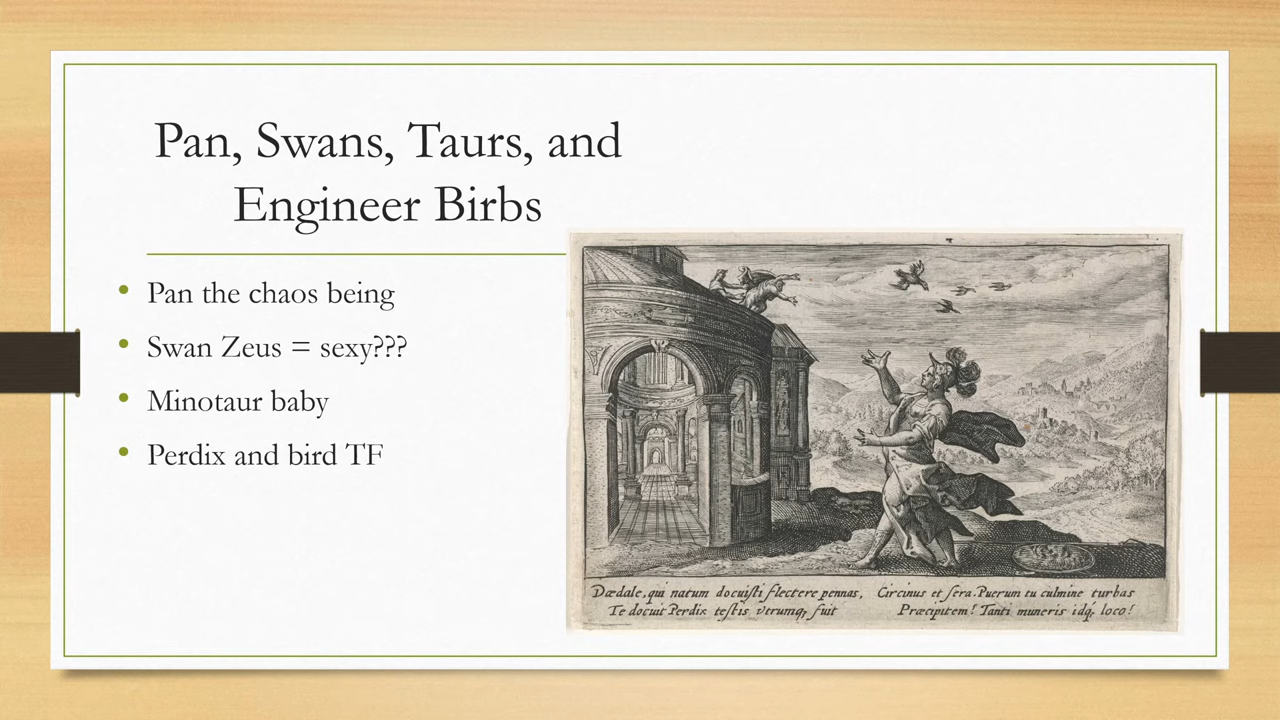 Pan, Swans, Taurs, and
Engineer Birbs
Pan the chaos being
Swan Zeus = sexy???
Minotaur baby
Perdix and bird TF
Dædale, qui natum docuiſti flectere pennas,
Te docuit Perdix teſtis vtrumq, fuit
Circinus et ſera. Puerum tu culmine turbas
Præcipitem! Tanti muneris idq, loco!